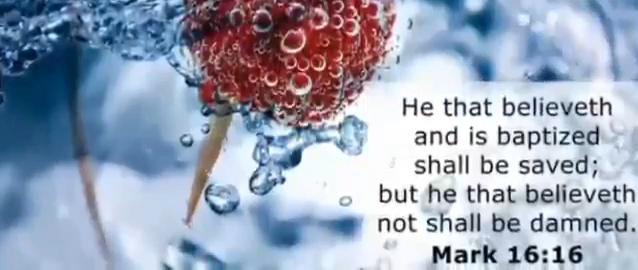 He that believeth
and is baptized
shall be saved;
but he that believeth
not shall be damned.
Mark 16:16